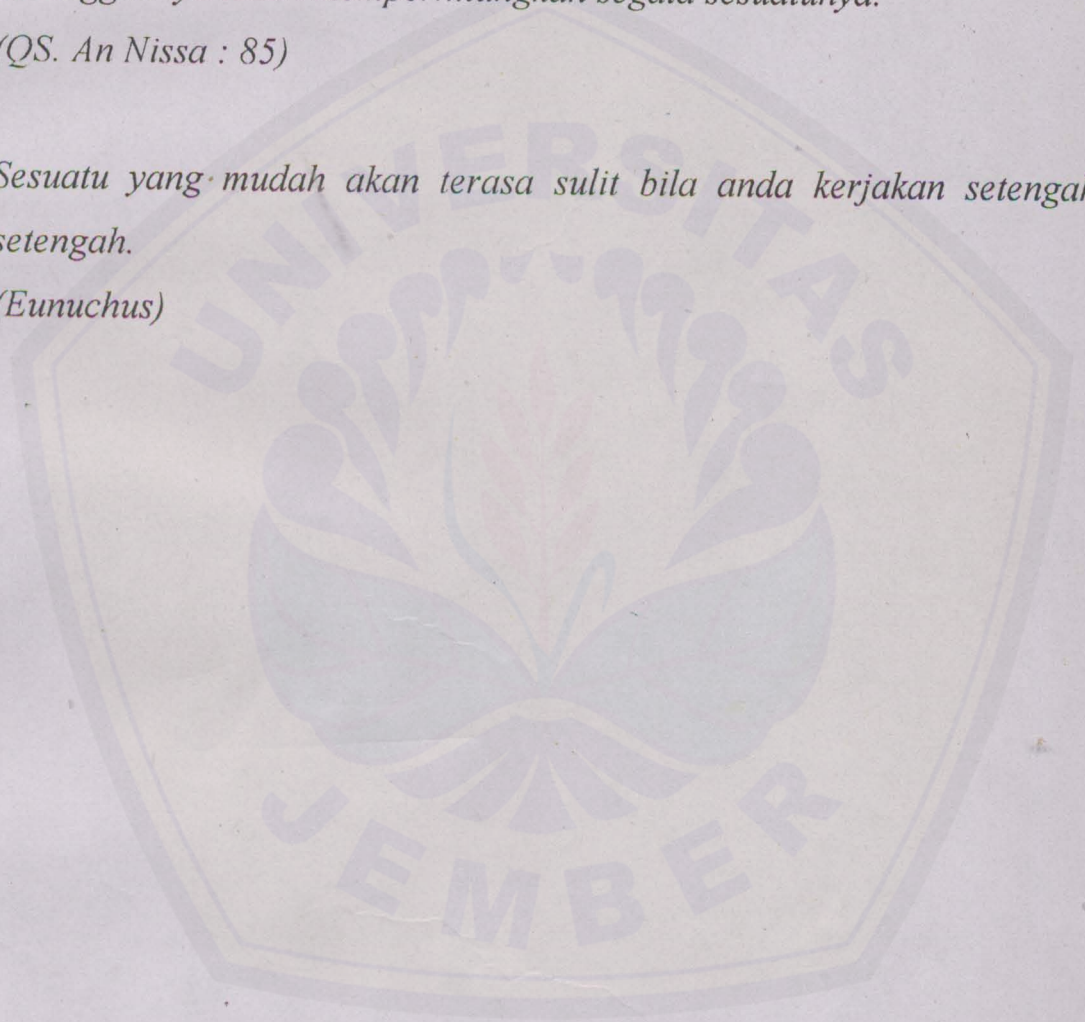 segala sesuatunya.
(QS. An Nissa : 85)
Sesuatu yang mudah akan terasa sulit bila anda kerjakan setengah
setengah.
(Eunuchus)
UNIVERSITAS
JEMBER